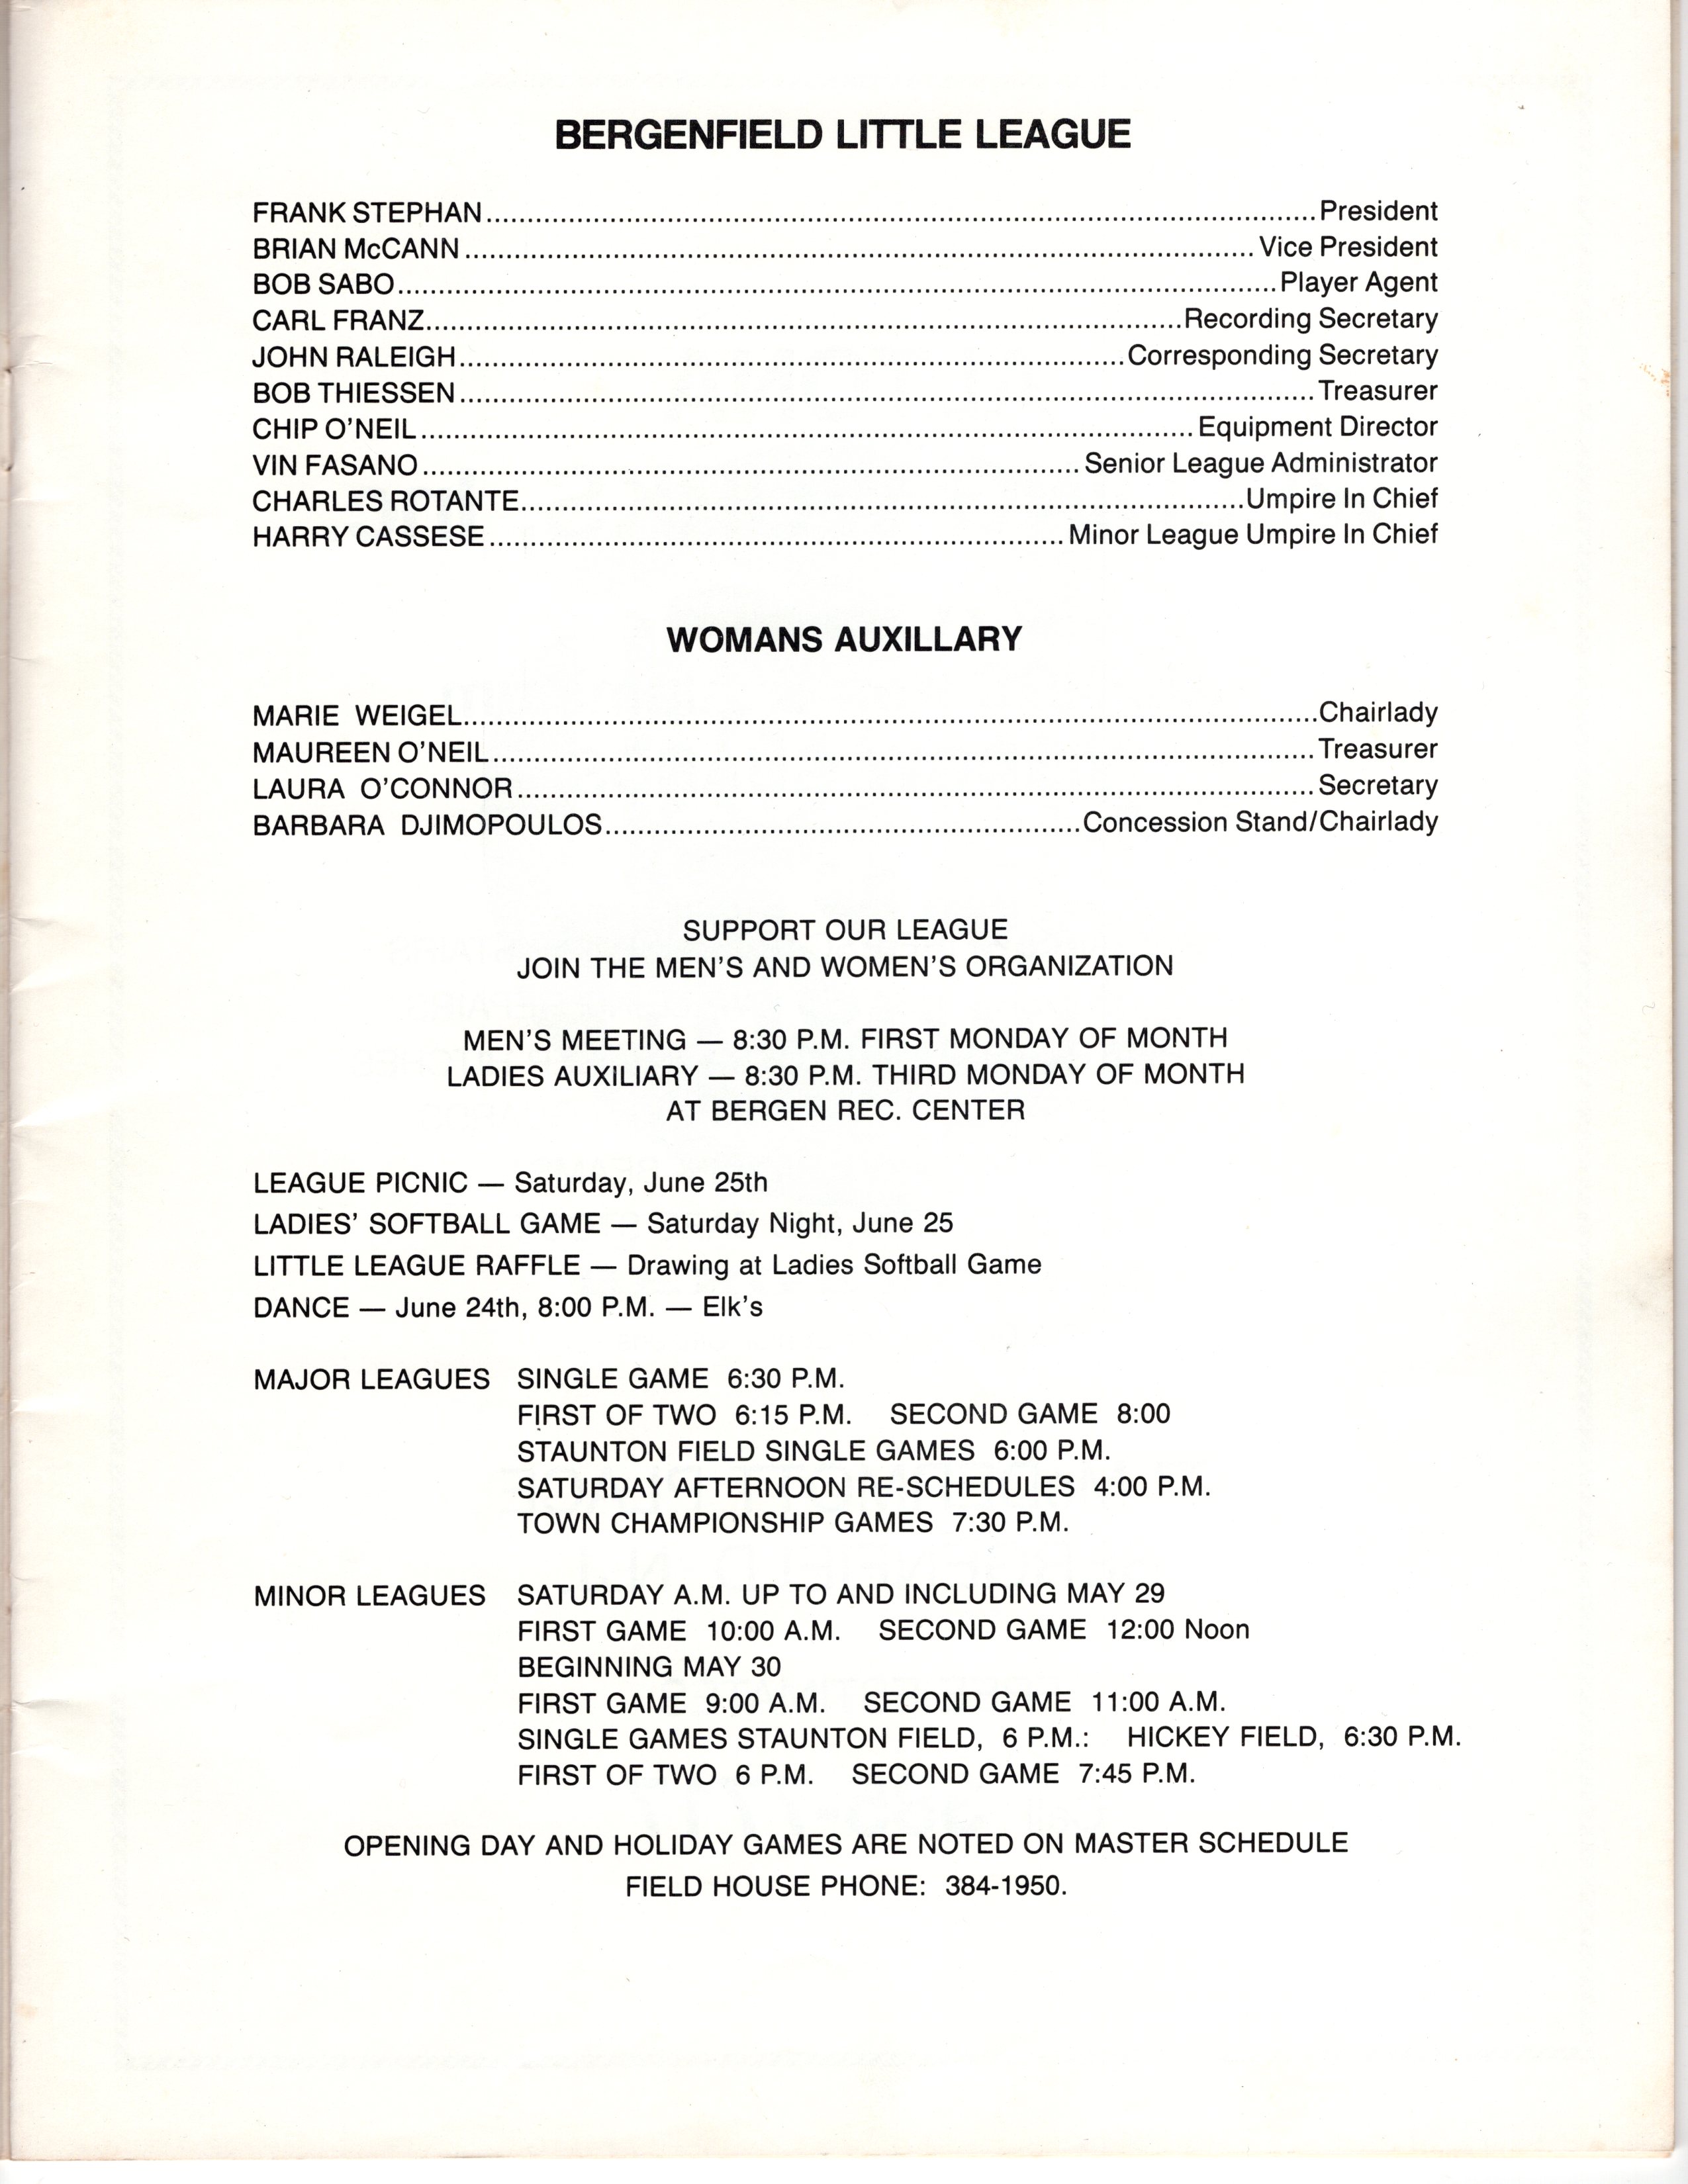 BERGENFIELD LITTLE LEAGUE
FRANK STEPHAN.....President
BRIAN McCANN.....Vice President
BOB SABO.....Player Agent
CARL FRANZ.....Recording Secretary
JOHN RALEIGH.....Corresponding Secretary
BOB THIESSEN.....Treasurer
CHIP O'NEIL.....Equipment Director
VIN FASANO.....Senior League Administrator
CHARLES ROTANTE.....Umpire In Chief
HARRY CASSESE.....Minor League Umpire In Chief
WOMANS AUXILLARY
MARIE WEIGEL.....Chairlady
MAUREEN O'NEIL.....Treasurer
LAURA O'CONNOR.....Secretary
BARBARA DJIMOPOULOS.....Concession Stand/Chairlady
SUPPORT OUR LEAGUE
JOIN THE MEN'S AND WOMEN'S ORGANIZATION
MEN'S MEETING — 8:30 P.M. FIRST MONDAY OF MONTH
LADIES AUXILIARY — 8:30 P.M. THIRD MONDAY OF MONTH
AT BERGEN REC. CENTER
LEAGUE PICNIC — Saturday, June 25th
LADIES' SOFTBALL GAME — Saturday Night, June 25
LITTLE LEAGUE RAFFLE — Drawing at Ladies Softball Game
DANCE — June 24th, 8:00 P.M. — Elk's
MAJOR LEAGUES SINGLE GAME 6:30 P.M.
FIRST OF TWO 6:15 P.M. SECOND GAME 8:00
STAUNTON FIELD SINGLE GAMES 6:00 P.M.
SATURDAY AFTERNOON RE-SCHEDULES 4:00 P.M.
TOWN CHAMPIONSHIP GAMES 7:30 P.M.
MINOR LEAGUES SATURDAY A.M. UP TO AND INCLUDING MAY 29
FIRST GAME 10:00 A.M. SECOND GAME 12:00 Noon
BEGINNING MAY 30
FIRST GAME 9:00 A.M. SECOND GAME 11:00 A.M.
SINGLE GAMES STAUNTON FIELD, 6 P.M.: HICKEY FIELD, 6:30 P.M.
FIRST OF TWO 6 P.M. SECOND GAME 7:45 P.M.
OPENING DAY AND HOLIDAY GAMES ARE NOTED ON MASTER SCHEDULE
FIELD HOUSE PHONE: 384-1950.